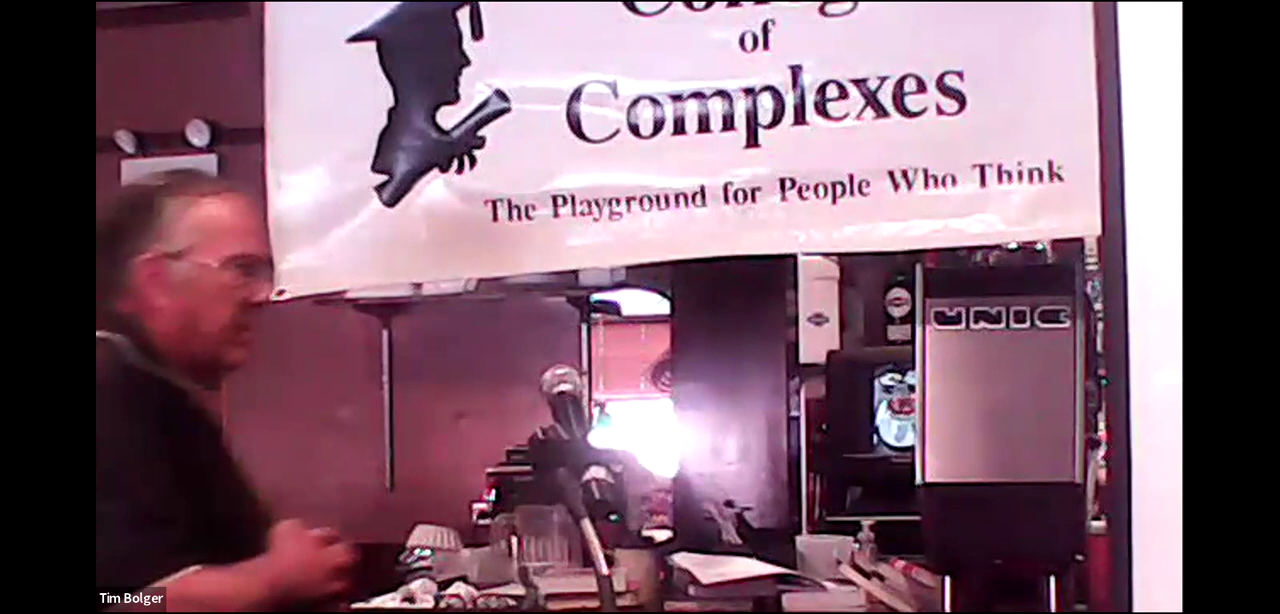 of
Complexes
The Playground for People Who Think
UNIC
Tim Bolger